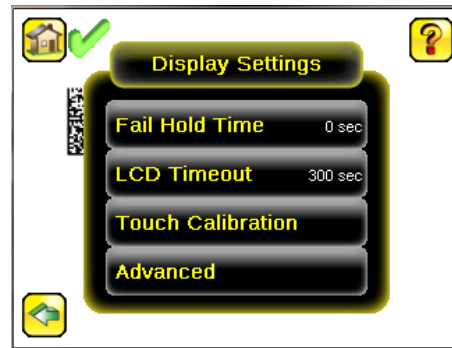 Display Settings
Fail Hold Time 0 sec
LCD Timeout 300 sec
Touch Calibration
Advanced